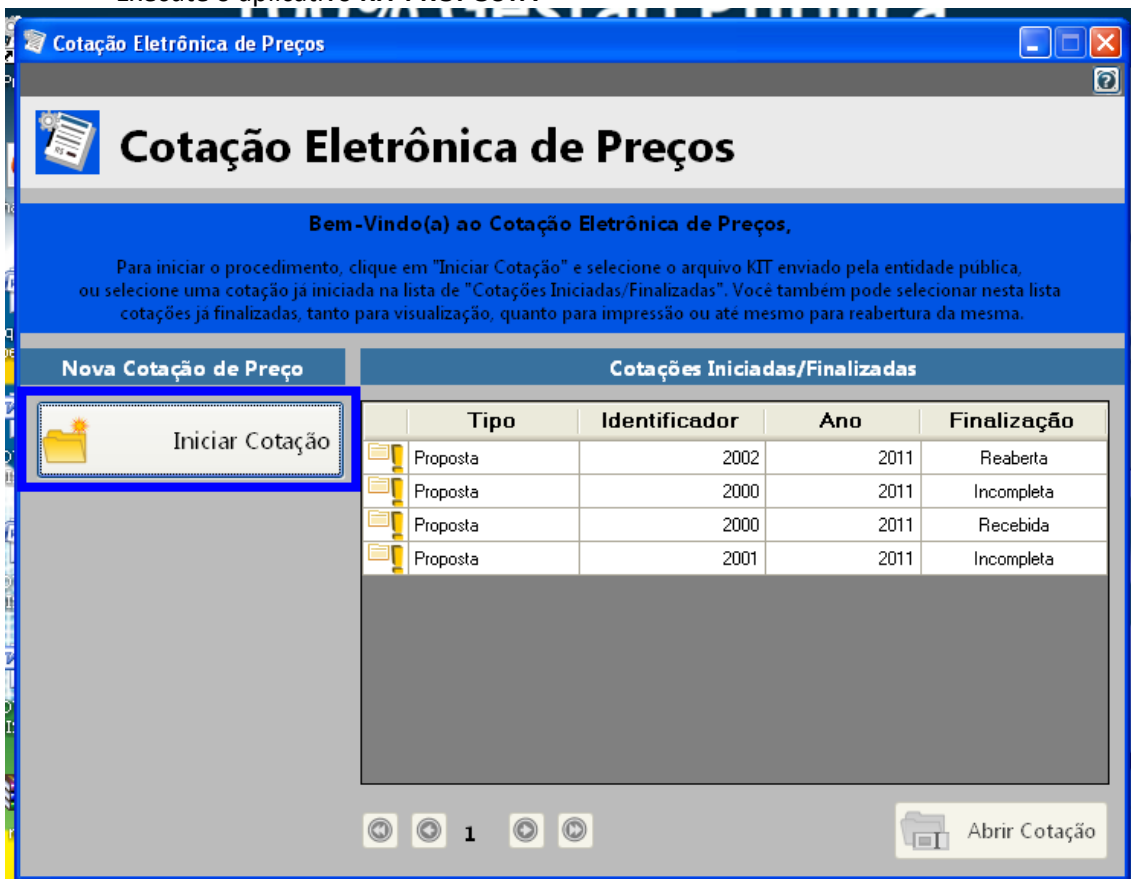 Execute o aplicativo
Cotação Eletrônica de Preços
Cotação Eletrônica de Preços
Bem-Vindo(a) ao Cotação Eletrônica de Preços,
Para iniciar o procedimento, clique em "Iniciar Cotação" e selecione o arquivo KIT enviado pela entidade pública,
ou selecione uma cotação já iniciada na lista de "Cotações Iniciadas/Finalizadas". Você também pode selecionar nesta lista
cotações já finalizadas, tanto para visualização, quanto para impressão ou até mesmo para reabertura da mesma.
Nova Cotação de Preço
Cotações Iniciadas/Finalizadas
Iniciar Cotação
Tipo Identificador Ano Finalização
Proposta 2002 2011 Reaberta
Proposta 2000 2011 Incompleta
Proposta 2000 2011 Recebida
Proposta 2001 2011 Incompleta
1
Abrir Cotação